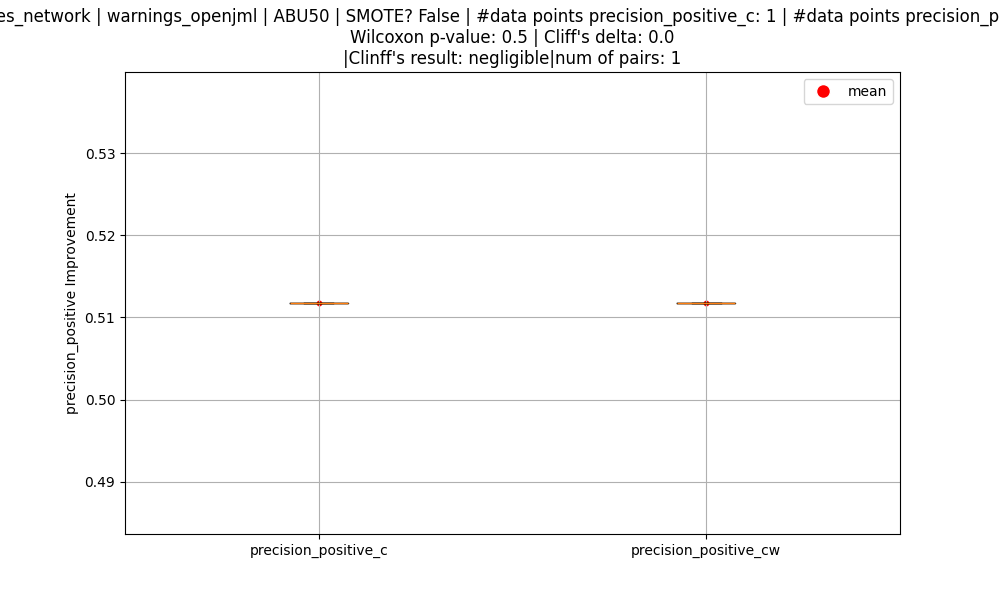 es_network | warnings_openjml | ABU50 | SMOTE? False | #data points precision_positive_c: 1 | #data points precision_p
Wilcoxon p-value: 0.5 | Cliff's delta: 0.0
|Clinff's result: negligible|num of pairs: 1
mean
0.53
0.52
0.51
0.50
0.49
precision_positive Improvement
precision_positive_c
precision_positive_cw